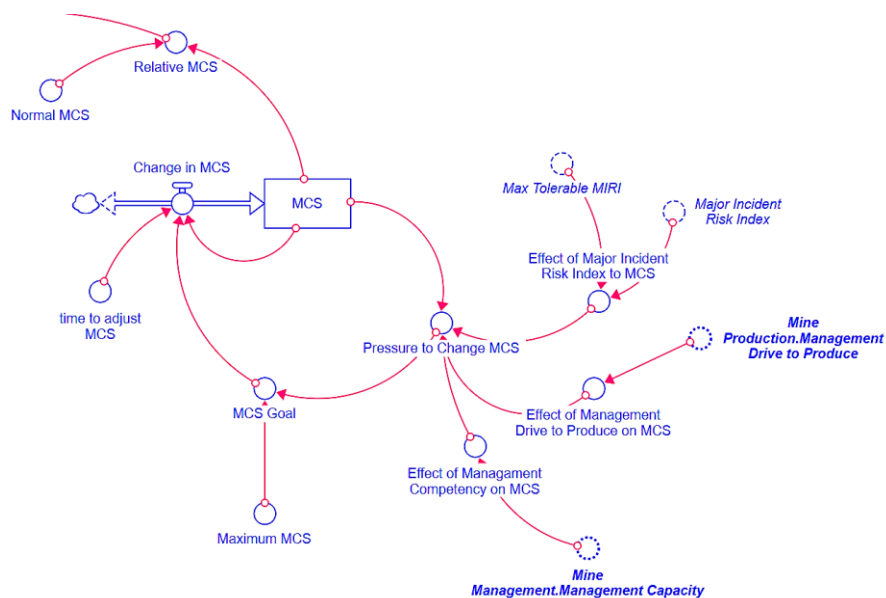 Relative MCS
Normal MCS
Change in MCS
MCS
Max Tolerable MIRI
Major Incident
Risk Index
Effect of Major Incident
Risk Index to MCS
time to adjust
MCS
Pressure to Change MCS
Mine
Production.Management
Drive to Produce
MCS Goal
Effect of Management
Drive to Produce on MCS
Effect of Managament
Competency on MCS
Maximum MCS
Mine
Management.Management Capacity